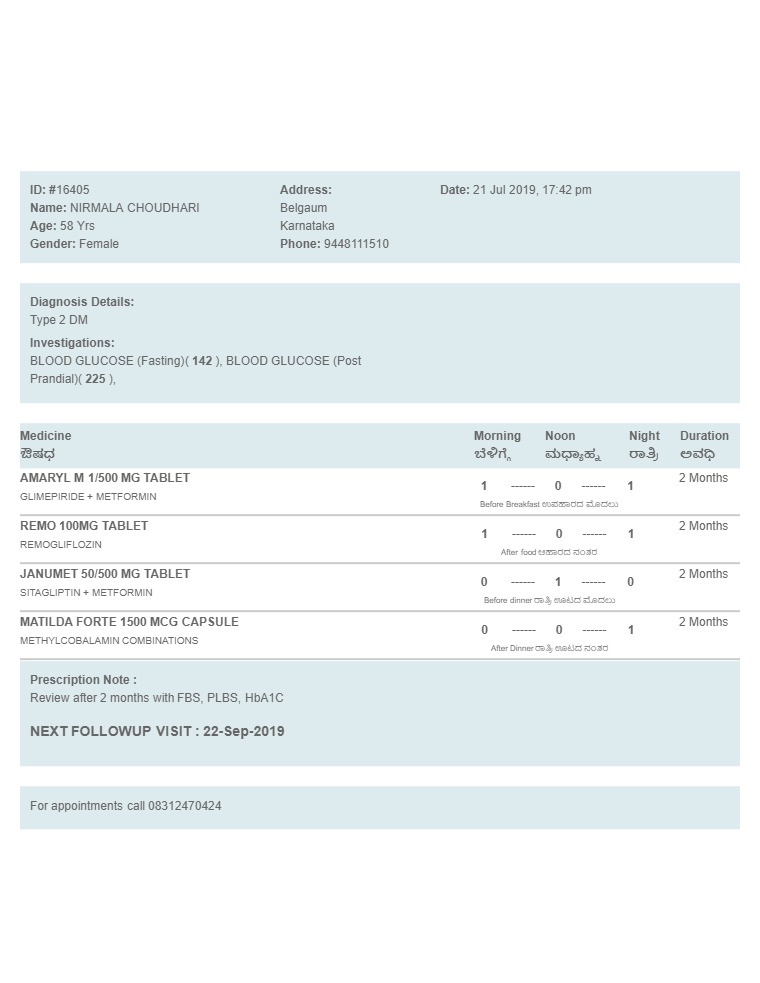 ID: #16405 Address: Date: 21 Jul 2019, 17:42 pm
Name: NIRMALA CHOUDHARI Belgaum
Age: 58 Yrs Karnataka
Gender: Female Phone: 9448111510
Diagnosis Details:
Type 2 DM
Investigations:
BLOOD GLUCOSE (Fasting)( 142 ), BLOOD GLUCOSE (Post
Prandial)( 225 ),
Medicine Morning Noon Night Duration
ಔಷಧ ಬೆಳಿಗ್ಗೆ ಮಧ್ಯಾಹ್ನ ರಾತ್ರಿ ಅವಧಿ
AMARYL M 1/500 MG TABLET 1 ------ 0 ------ 1 2 Months
GLIMEPIRIDE + METFORMIN Before Breakfast ಉಪಹಾರದ ಮೊದಲು
REMO 100MG TABLET 1 ------ 0 ------ 1 2 Months
REMOGLIFLOZIN After food ಆಹಾರದ ನಂತರ
JANUMET 50/500 MG TABLET 0 ------ 1 ------ 0 2 Months
SITAGLIPTIN + METFORMIN Before dinner ರಾತ್ರಿ ಊಟದ ಮೊದಲು
MATILDA FORTE 1500 MCG CAPSULE 0 ------ 0 ------ 1 2 Months
METHYLCOBALAMIN COMBINATIONS After Dinner ರಾತ್ರಿ ಊಟದ ನಂತರ
Prescription Note :
Review after 2 months with FBS, PLBS, HbA1C
NEXT FOLLOWUP VISIT : 22-Sep-2019
For appointments call 08312470424